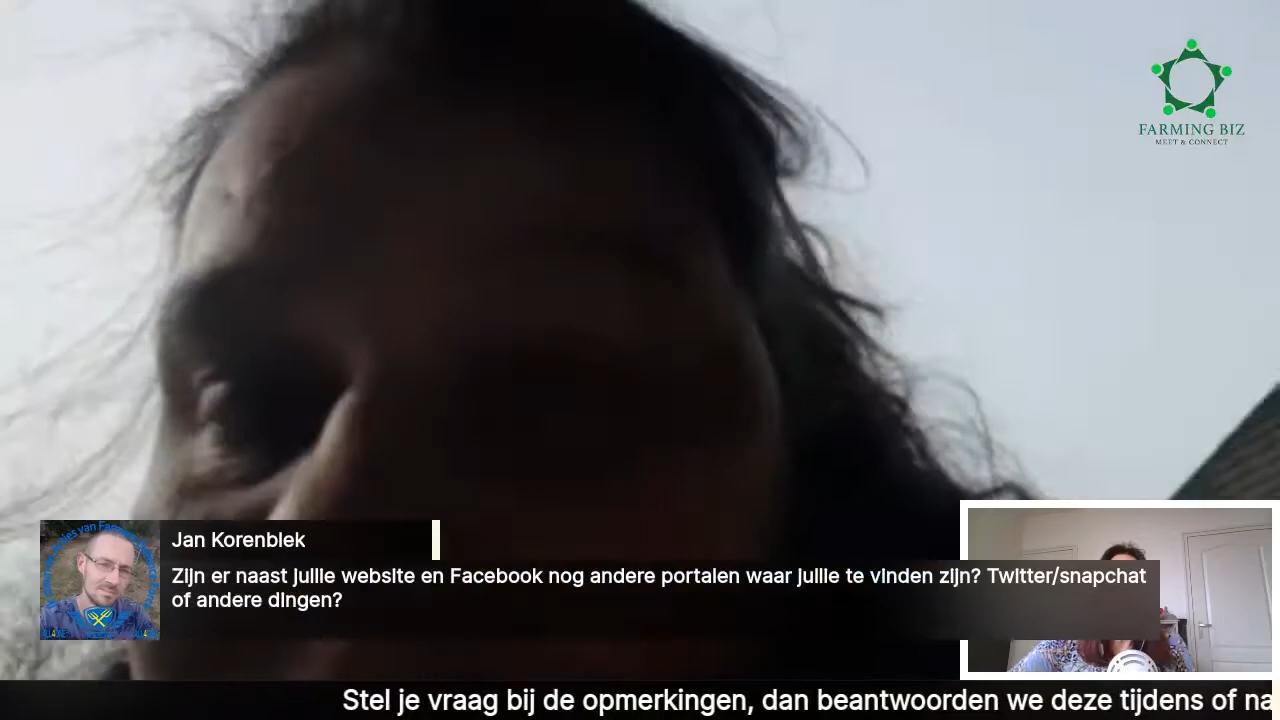 FARMING BIZ
MEET & CONNECT
Jan Korenblek
Zijn er naast jullie website en Facebook nog andere portalen waar jullie te vinden zijn? Twitter/snapchat
of andere dingen?
Stel je vraag bij de opmerkingen, dan beantwoorden we deze tijdens of na